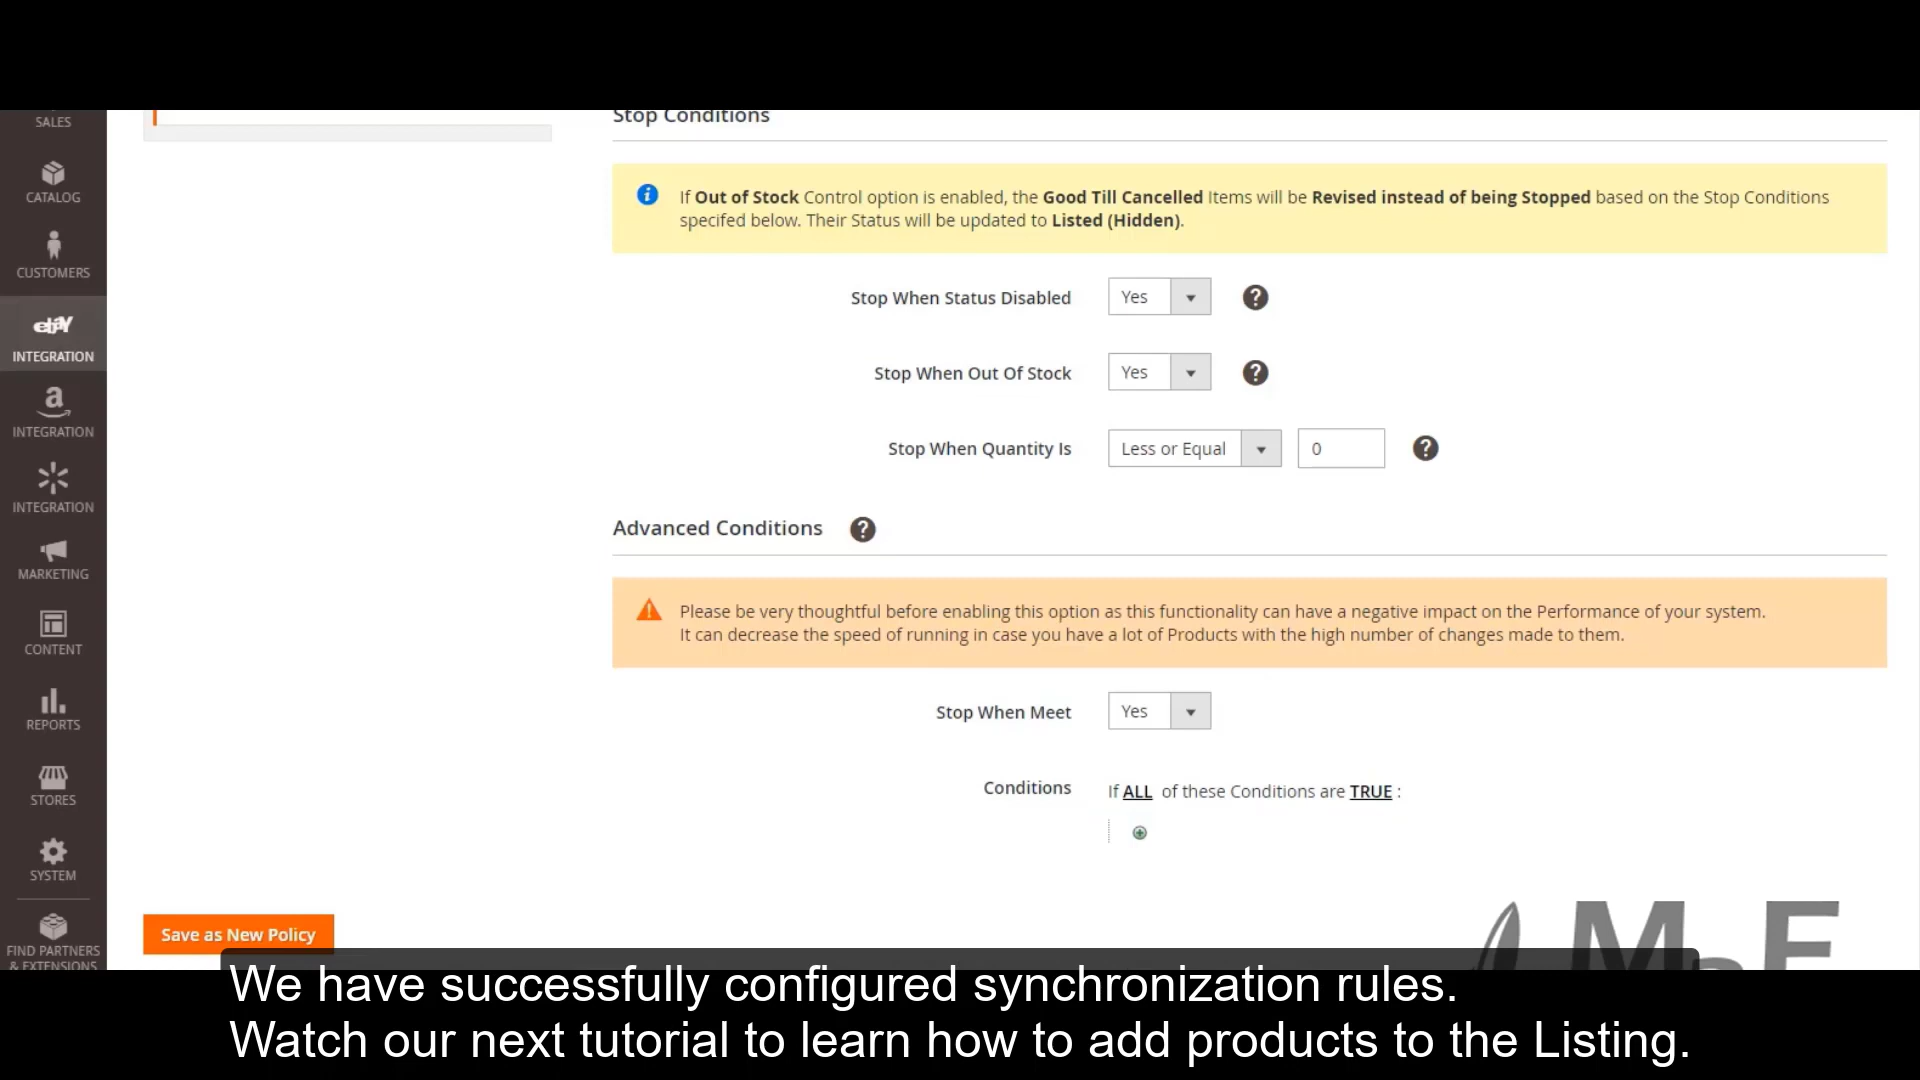 Stop Conditions
SALES
CATALOG
CUSTOMERS
ebay
INTEGRATION
a
INTEGRATION
INTEGRATION
MARKETING
CONTENT
REPORTS
STORES
SYSTEM
FIND PARTNERS
& EXTENSIONS
If Out of Stock Control option is enabled, the Good Till Cancelled Items will be Revised instead of being Stopped based on the Stop Conditions
specifed below. Their Status will be updated to Listed (Hidden).
Stop When Status Disabled Yes ?
Stop When Out Of Stock Yes ?
Stop When Quantity Is Less or Equal 0 ?
Advanced Conditions ?
Please be very thoughtful before enabling this option as this functionality can have a negative impact on the Performance of your system.
It can decrease the speed of running in case you have a lot of Products with the high number of changes made to them.
Stop When Meet Yes
Conditions If ALL of these Conditions are TRUE :
Save as New Policy
We have successfully configured synchronization rules.
Watch our next tutorial to learn how to add products to the Listing.